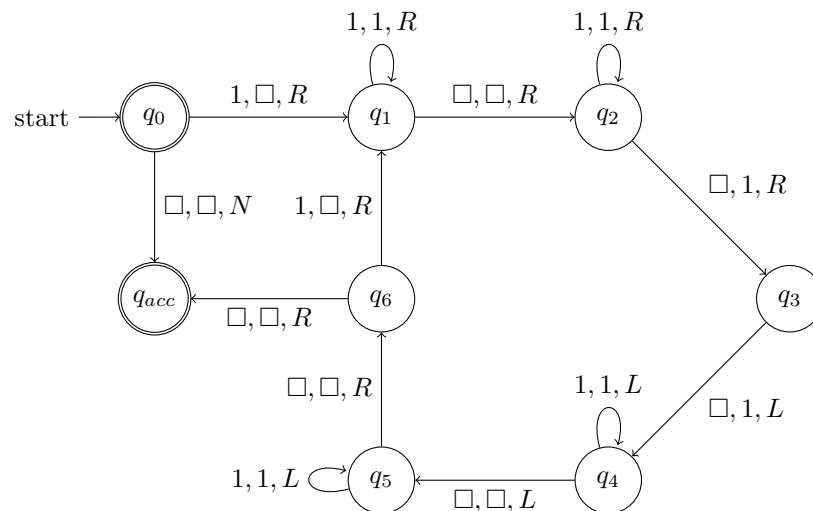 1, 1, R
1, 1, R
start
q0
1, □, R
q1
□, □, R
q2
□, 1, R
□, □, N
1, □, R
qacc
□, □, R
q6
q3
□, □, R
1, 1, L
□, 1, L
1, 1, L
q5
□, □, L
q4